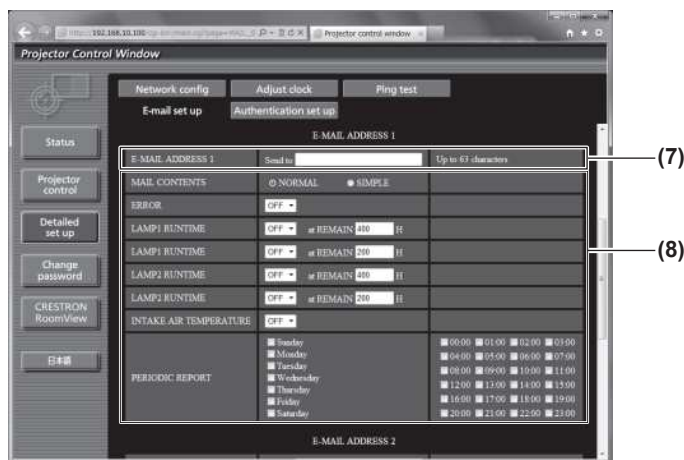 Projector control window
Projector Control Window
Network config Adjust clock Ping test
E-mail set up Authentication set up
Status
Projector control
Detailed set up
Change password
CRESTRON RoomView
日本語
E-MAIL ADDRESS 1
E-MAIL ADDRESS 1 Send to Up to 63 characters
(7)
MAIL CONTENTS NORMAL SIMPLE
ERROR OFF
LAMP1 RUNTIME OFF at REMAIN 400 H
LAMP1 RUNTIME OFF at REMAIN 200 H
(8)
LAMP2 RUNTIME OFF at REMAIN 400 H
LAMP2 RUNTIME OFF at REMAIN 200 H
INTAKE AIR TEMPERATURE OFF
PERIODIC REPORT
Sunday
Monday
Tuesday
Wednesday
Thursday
Friday
Saturday
00:00 01:00 02:00 03:00
04:00 05:00 06:00 07:00
08:00 09:00 10:00 11:00
12:00 13:00 14:00 15:00
16:00 17:00 18:00 19:00
20:00 21:00 22:00 23:00
E-MAIL ADDRESS 2